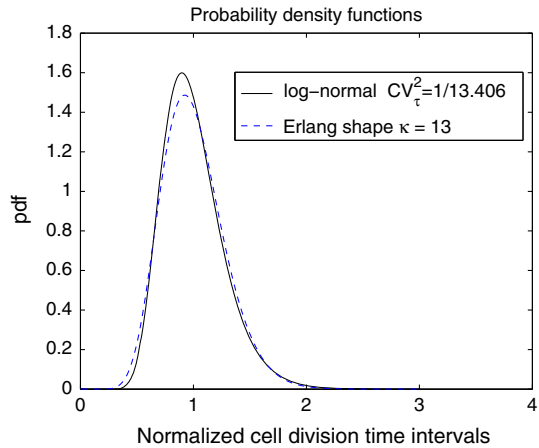 Probability density functions
1.8
1.6
1.4
1.2
1
0.8
0.6
0.4
0.2
0
pdf
log−normal CV²_τ=1/13.406
Erlang shape κ = 13
0 1 2 3 4
Normalized cell division time intervals